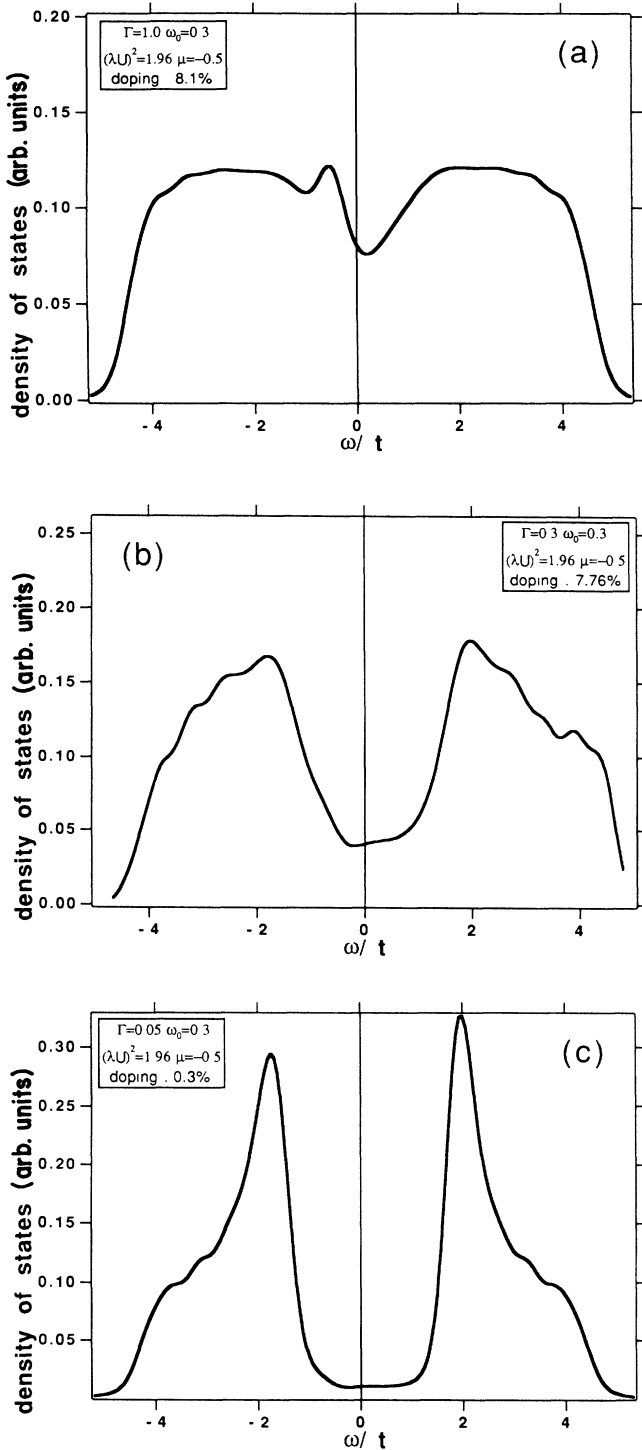 density of states (arb. units)
0.20
0.15
0.10
0.05
0.00
Γ=1.0 ω₀=0 3
(λU)²=1.96 μ=−0.5
doping 8.1%
(a)
-4 -2 0 2 4
ω/ t
density of states (arb. units)
0.25
0.20
0.15
0.10
0.05
0.00
(b)
Γ=0 3 ω₀=0.3
(λU)²=1.96 μ=−0 5
doping . 7.76%
-4 -2 0 2 4
ω/ t
density of states (arb. units)
0.30
0.25
0.20
0.15
0.10
0.05
Γ=0 05 ω₀=0 3
(λU)²=1 96 μ=−0 5
doping . 0.3%
(c)
-4 -2 0 2 4
ω/ t